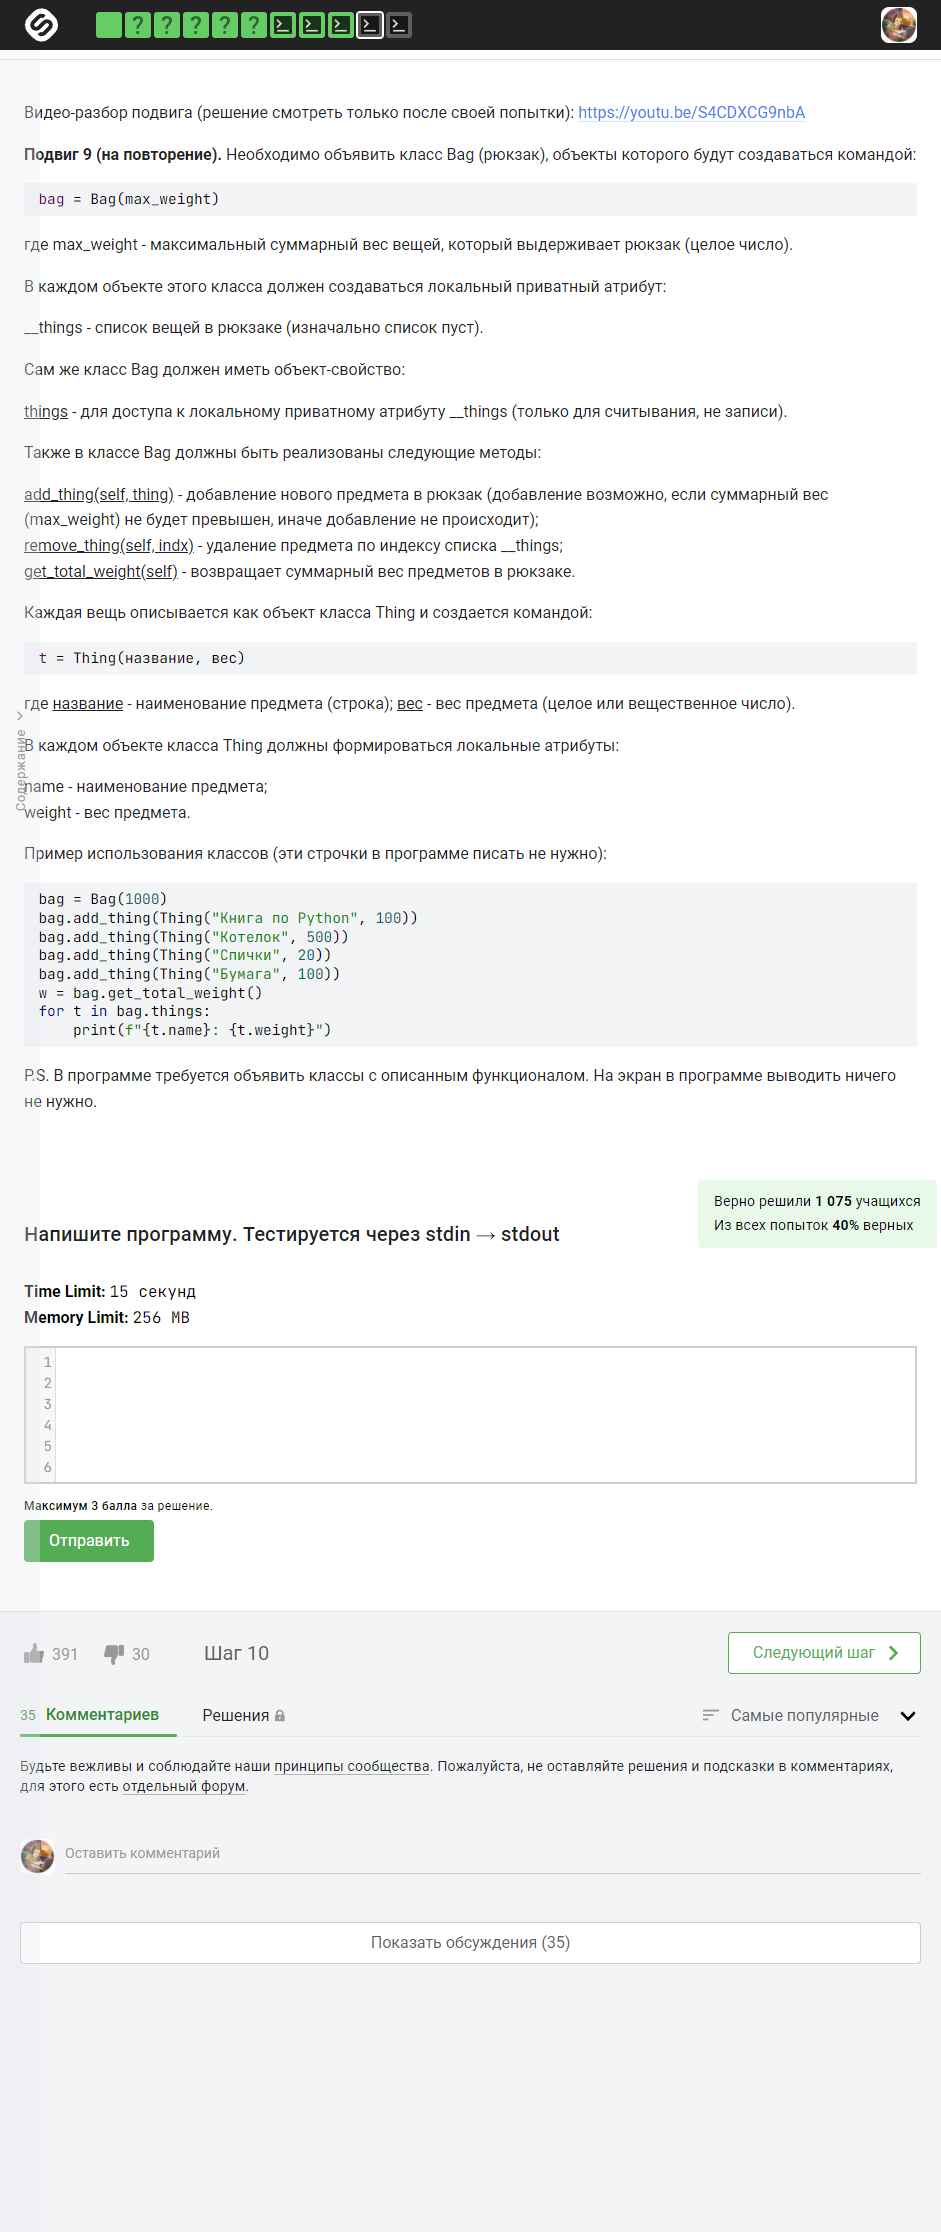 Видео-разбор подвига (решение смотреть только после своей попытки): https://youtu.be/S4CDXCG9nbA
Подвиг 9 (на повторение). Необходимо объявить класс Bag (рюкзак), объекты которого будут создаваться командой:
bag = Bag(max_weight)
где max_weight - максимальный суммарный вес вещей, который выдерживает рюкзак (целое число).
В каждом объекте этого класса должен создаваться локальный приватный атрибут:
__things - список вещей в рюкзаке (изначально список пуст).
Сам же класс Bag должен иметь объект-свойство:
things - для доступа к локальному приватному атрибуту __things (только для считывания, не записи).
Также в классе Bag должны быть реализованы следующие методы:
add_thing(self, thing) - добавление нового предмета в рюкзак (добавление возможно, если суммарный вес
(max_weight) не будет превышен, иначе добавление не происходит);
remove_thing(self, indx) - удаление предмета по индексу списка __things;
get_total_weight(self) - возвращает суммарный вес предметов в рюкзаке.
Каждая вещь описывается как объект класса Thing и создается командой:
t = Thing(название, вес)
где название - наименование предмета (строка); вес - вес предмета (целое или вещественное число).
Содержание
В каждом объекте класса Thing должны формироваться локальные атрибуты:
name - наименование предмета;
weight - вес предмета.
Пример использования классов (эти строчки в программе писать не нужно):
bag = Bag(1000)
bag.add_thing(Thing("Книга по Python", 100))
bag.add_thing(Thing("Котелок", 500))
bag.add_thing(Thing("Спички", 20))
bag.add_thing(Thing("Бумага", 100))
w = bag.get_total_weight()
for t in bag.things:
    print(f"{t.name}: {t.weight}")
P.S. В программе требуется объявить классы с описанным функционалом. На экран в программе выводить ничего
не нужно.
Верно решили 1 075 учащихся
Из всех попыток 40% верных
Напишите программу. Тестируется через stdin → stdout
Time Limit: 15 секунд
Memory Limit: 256 MB
1
2
3
4
5
6
Максимум 3 балла за решение.
Отправить
391 30 Шаг 10 Следующий шаг
35 Комментариев Решения Самые популярные
Будьте вежливы и соблюдайте наши принципы сообщества. Пожалуйста, не оставляйте решения и подсказки в комментариях,
для этого есть отдельный форум.
Оставить комментарий
Показать обсуждения (35)